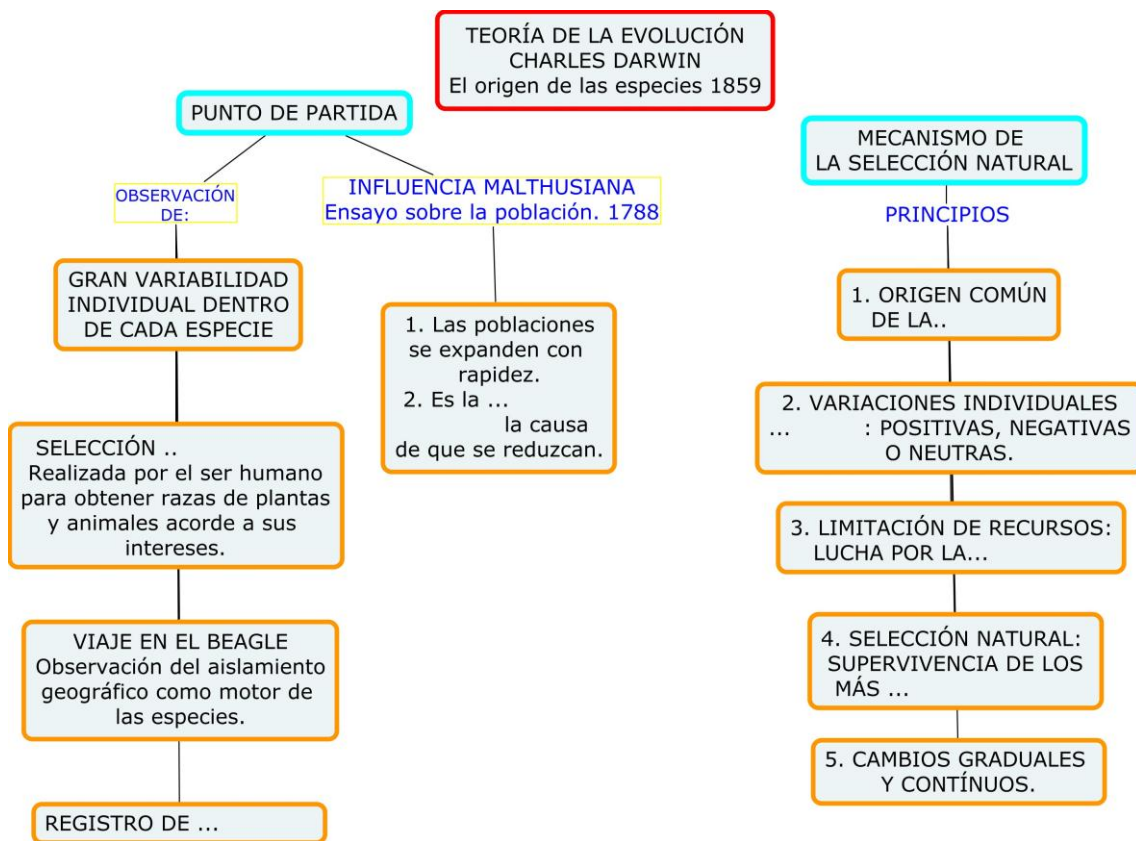 TEORÍA DE LA EVOLUCIÓN
CHARLES DARWIN
El origen de las especies 1859
PUNTO DE PARTIDA
OBSERVACIÓN
DE:
GRAN VARIABILIDAD
INDIVIDUAL DENTRO
DE CADA ESPECIE
SELECCIÓN ..
Realizada por el ser humano
para obtener razas de plantas
y animales acorde a sus
intereses.
VIAJE EN EL BEAGLE
Observación del aislamiento
geográfico como motor de
las especies.
REGISTRO DE ...
INFLUENCIA MALTHUSIANA
Ensayo sobre la población. 1788
1. Las poblaciones
se expanden con
rapidez.
2. Es la ...
la causa
de que se reduzcan.
MECANISMO DE
LA SELECCIÓN NATURAL
PRINCIPIOS
1. ORIGEN COMÚN
DE LA..
2. VARIACIONES INDIVIDUALES
... : POSITIVAS, NEGATIVAS
O NEUTRAS.
3. LIMITACIÓN DE RECURSOS:
LUCHA POR LA...
4. SELECCIÓN NATURAL:
SUPERVIVENCIA DE LOS
MÁS ...
5. CAMBIOS GRADUALES
Y CONTÍNUOS.